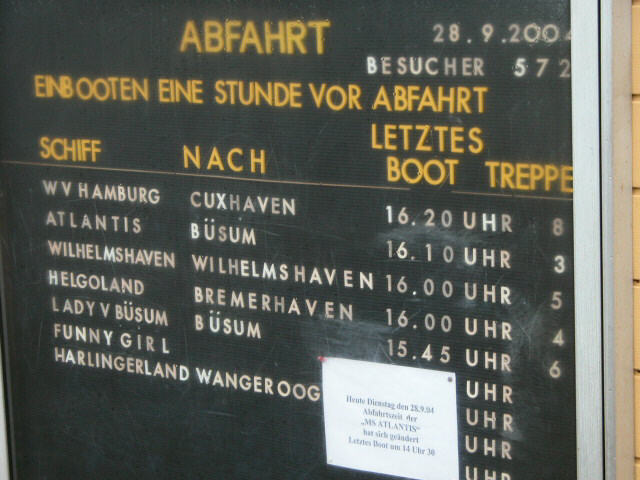 ABFAHRT 28.9.2004
BESUCHER 572
EINBOOTEN EINE STUNDE VOR ABFAHRT
SCHIFF NACH LETZTES BOOT TREPPE
WV HAMBURG CUXHAVEN 16.20 UHR 8
ATLANTIS BÜSUM 16.10 UHR 3
WILHELMSHAVEN WILHELMSHAVEN 16.00 UHR 5
HELGOLAND BREMERHAVEN 16.00 UHR 4
LADY V BÜSUM BÜSUM 15.45 UHR 6
FUNNY GIRL UHR
HARLINGERLAND WANGEROOG UHR
UHR
UHR
Heute Dienstag den 28.9.04
Abfahrtszeit der
„MS ATLANTIS"
hat sich geändert
Letztes Boot um 14 Uhr 30